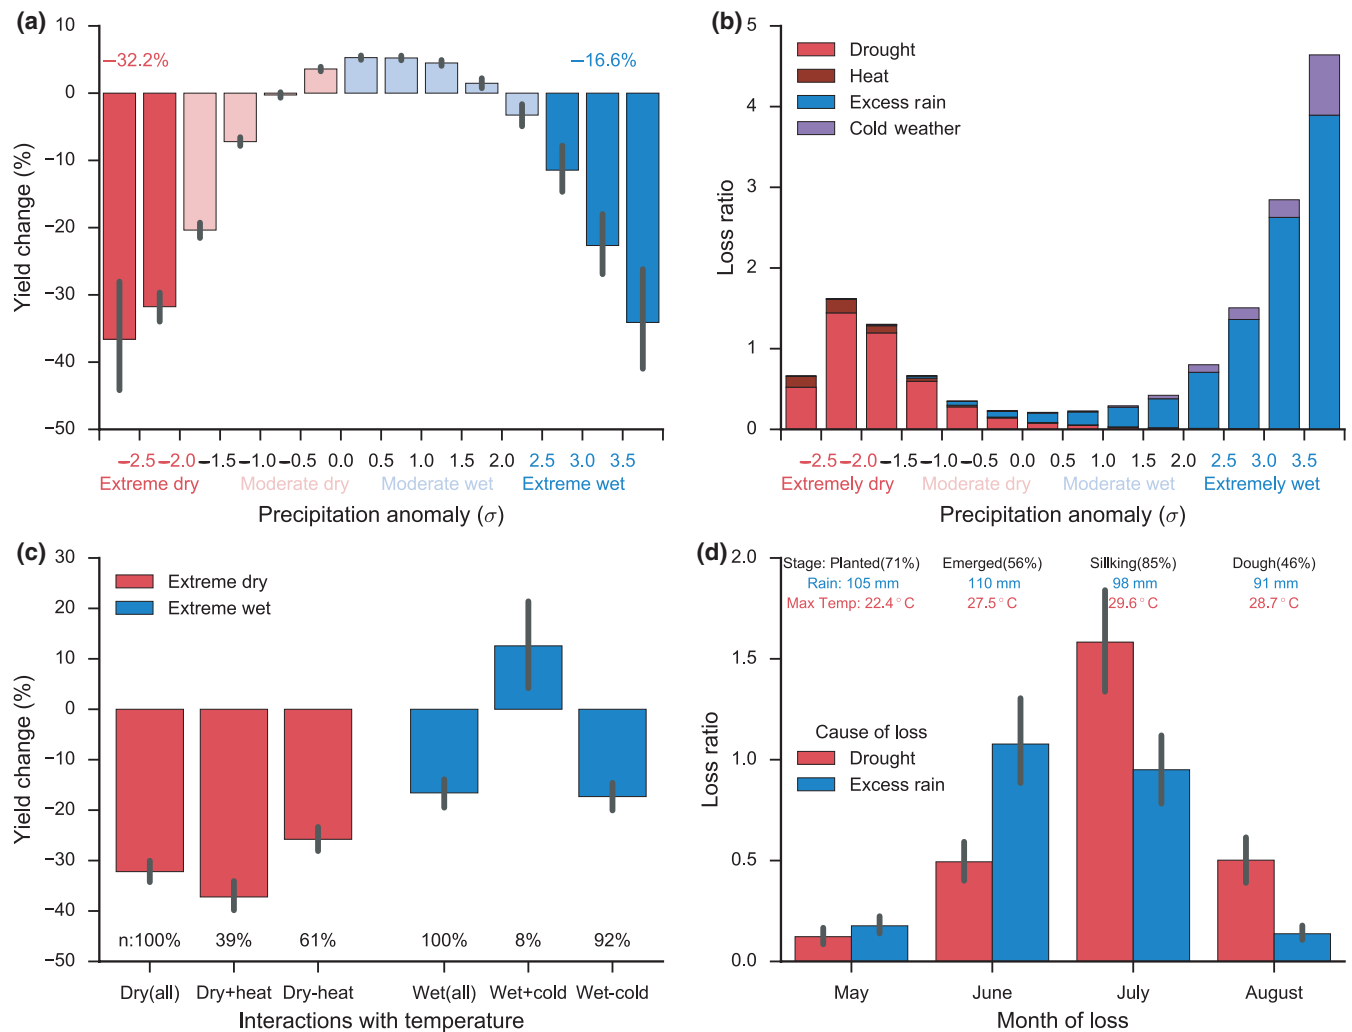 (a)
10
0
−10
−20
−30
−40
−50
Yield change (%)
−32.2%
−16.6%
−2.5 −2.0 −1.5 −1.0 −0.5 0.0 0.5 1.0 1.5 2.0 2.5 3.0 3.5
Extreme dry Moderate dry Moderate wet Extreme wet
Precipitation anomaly (σ)
(b)
5
4
3
2
1
0
Loss ratio
Drought
Heat
Excess rain
Cold weather
−2.5 −2.0 −1.5 −1.0 −0.5 0.0 0.5 1.0 1.5 2.0 2.5 3.0 3.5
Extremely dry Moderate dry Moderate wet Extremely wet
Precipitation anomaly (σ)
(c)
30
20
10
0
−10
−20
−30
−40
−50
Yield change (%)
Extreme dry
Extreme wet
n:100% 39% 61% 100% 8% 92%
Dry(all) Dry+heat Dry-heat Wet(all) Wet+cold Wet-cold
Interactions with temperature
(d)
2.0
1.5
1.0
0.5
0.0
Loss ratio
Stage: Planted(71%) Emerged(56%) Sillking(85%) Dough(46%)
Rain: 105 mm 110 mm 98 mm 91 mm
Max Temp: 22.4°C 27.5°C 29.6°C 28.7°C
Cause of loss
Drought
Excess rain
May June July August
Month of loss